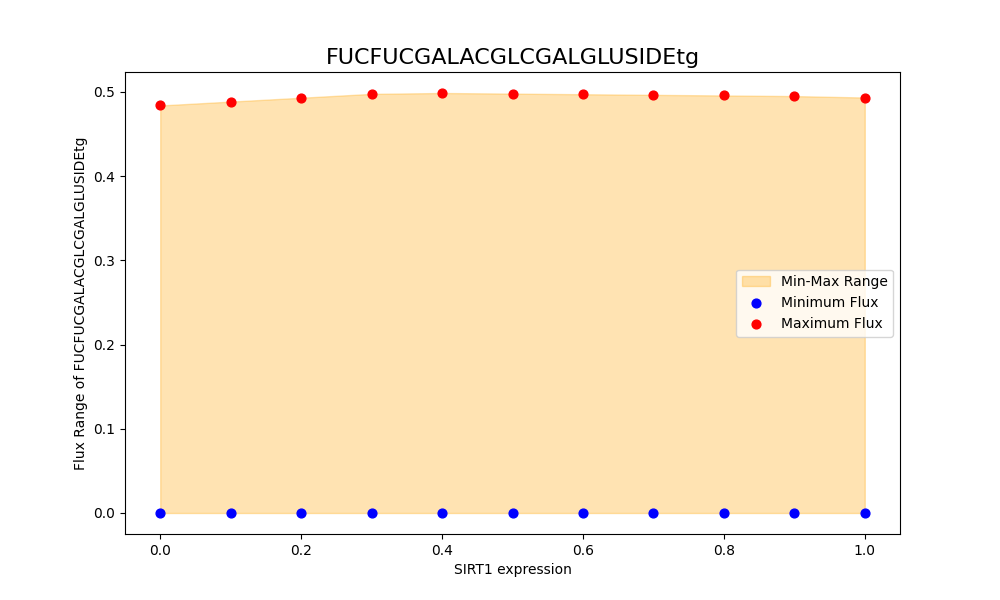 FUCFUCGALACGLCGALGLUSIDEtg
Flux Range of FUCFUCGALACGLCGALGLUSIDEtg
0.5
0.4
0.3
0.2
0.1
0.0
Min-Max Range
Minimum Flux
Maximum Flux
0.0 0.2 0.4 0.6 0.8 1.0
SIRT1 expression